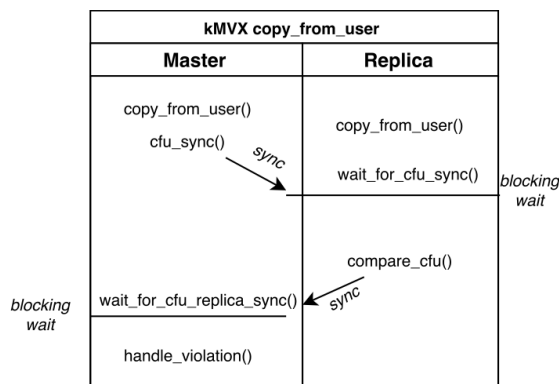 kMVX copy_from_user
Master
Replica
copy_from_user()
copy_from_user()
cfu_sync()
sync
wait_for_cfu_sync()
blocking
wait
compare_cfu()
sync
wait_for_cfu_replica_sync()
blocking
wait
handle_violation()